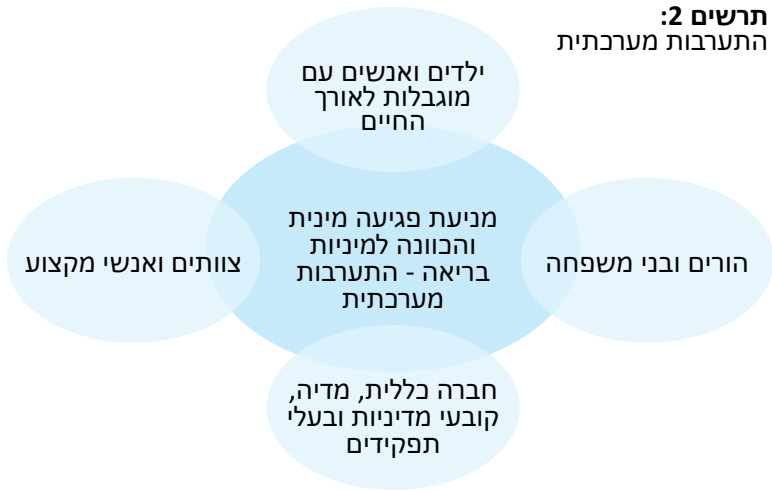 תרשים 2:
התערבות מערכתית
ילדים ואנשים עם
מוגבלות לאורך
החיים
הורים ובני משפחה
מניעת פגיעה מינית
והכוונה למיניות
בריאה - התערבות
מערכתית
צוותים ואנשי מקצוע
חברה כללית, מדיה,
קובעי מדיניות ובעלי
תפקידים